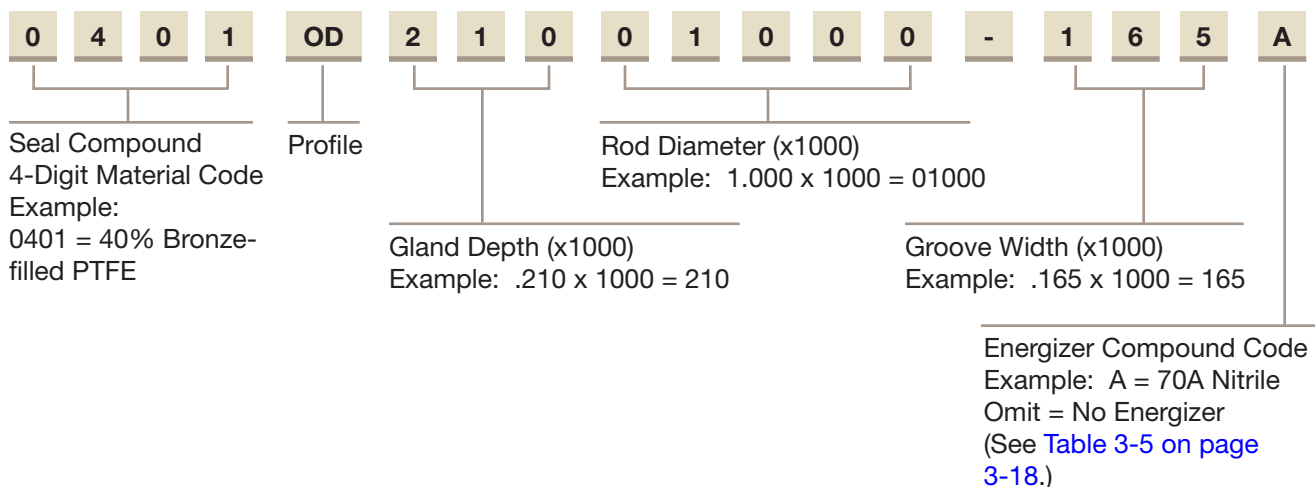 0 4 0 1 OD 2 1 0 0 1 0 0 0 - 1 6 5 A
Seal Compound
4-Digit Material Code
Example:
0401 = 40% Bronze-
filled PTFE
Profile
Gland Depth (x1000)
Example: .210 x 1000 = 210
Rod Diameter (x1000)
Example: 1.000 x 1000 = 01000
Groove Width (x1000)
Example: .165 x 1000 = 165
Energizer Compound Code
Example: A = 70A Nitrile
Omit = No Energizer
(See Table 3-5 on page
3-18.)